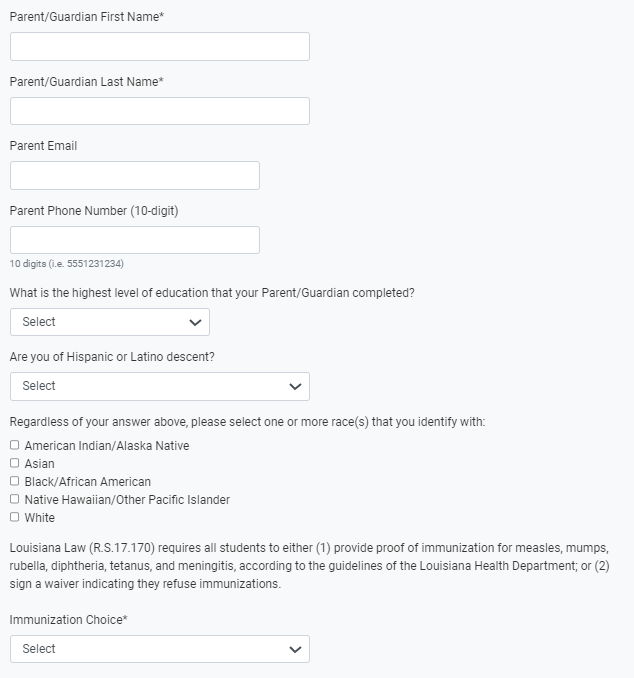 Parent/Guardian First Name*
Parent/Guardian Last Name*
Parent Email
Parent Phone Number (10-digit)
10 digits (i.e. 5551231234)
What is the highest level of education that your Parent/Guardian completed?
Select
Are you of Hispanic or Latino descent?
Select
Regardless of your answer above, please select one or more race(s) that you identify with:
American Indian/Alaska Native
Asian
Black/African American
Native Hawaiian/Other Pacific Islander
White
Louisiana Law (R.S.17.170) requires all students to either (1) provide proof of immunization for measles, mumps,
rubella, diphtheria, tetanus, and meningitis, according to the guidelines of the Louisiana Health Department; or (2)
sign a waiver indicating they refuse immunizations.
Immunization Choice*
Select